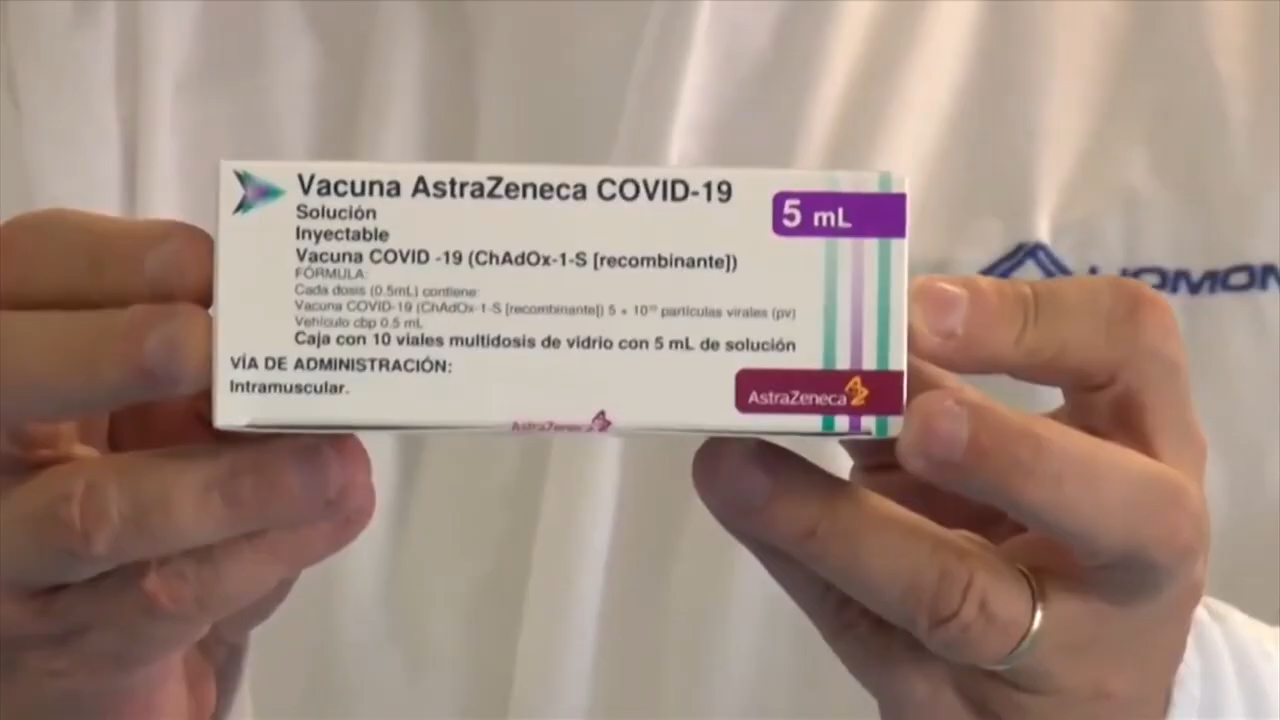 Vacuna AstraZeneca COVID-19
5 mL
Solución
Inyectable
Vacuna COVID -19 (ChAdOx-1-S [recombinante])
FÓRMULA:
Cada dosis (0.5mL) contiene:
Vacuna COVID-19 (ChAdOx-1-S [recombinante]) 5 × 10¹⁰ partículas virales (pv)
Vehículo cbp 0.5 mL
Caja con 10 viales multidosis de vidrio con 5 mL de solución
VÍA DE ADMINISTRACIÓN:
Intramuscular.
AstraZeneca
AstraZeneca